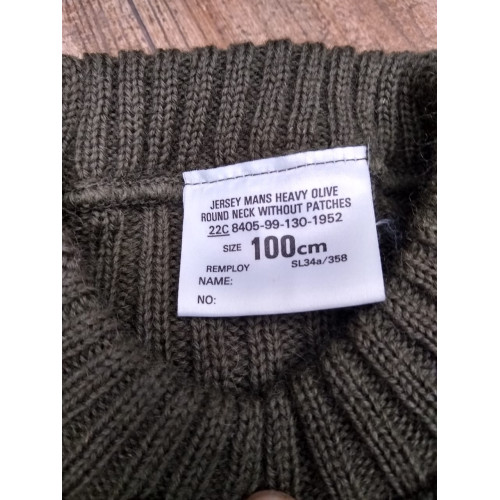 JERSEY MANS HEAVY OLIVE
ROUND NECK WITHOUT PATCHES
22C 8405-99-130-1952
SIZE 100cm
REMPLOY SL34a/358
NAME:
NO: